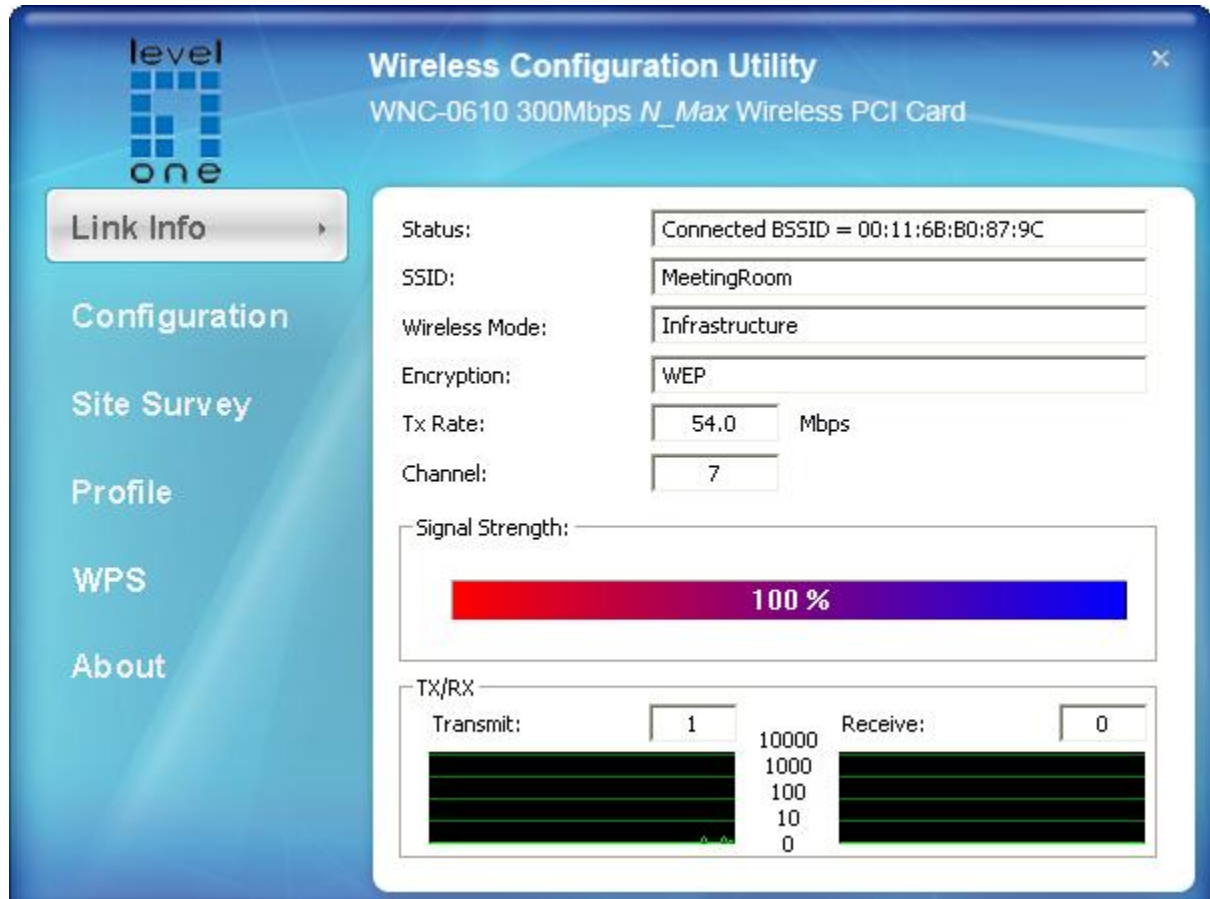 level
one
Wireless Configuration Utility
WNC-0610 300Mbps N_Max Wireless PCI Card
×
Link Info
Configuration
Site Survey
Profile
WPS
About
Status: Connected BSSID = 00:11:6B:B0:87:9C
SSID: MeetingRoom
Wireless Mode: Infrastructure
Encryption: WEP
Tx Rate: 54.0 Mbps
Channel: 7
Signal Strength:
100 %
TX/RX
Transmit: 1
Receive: 0
10000
1000
100
10
0